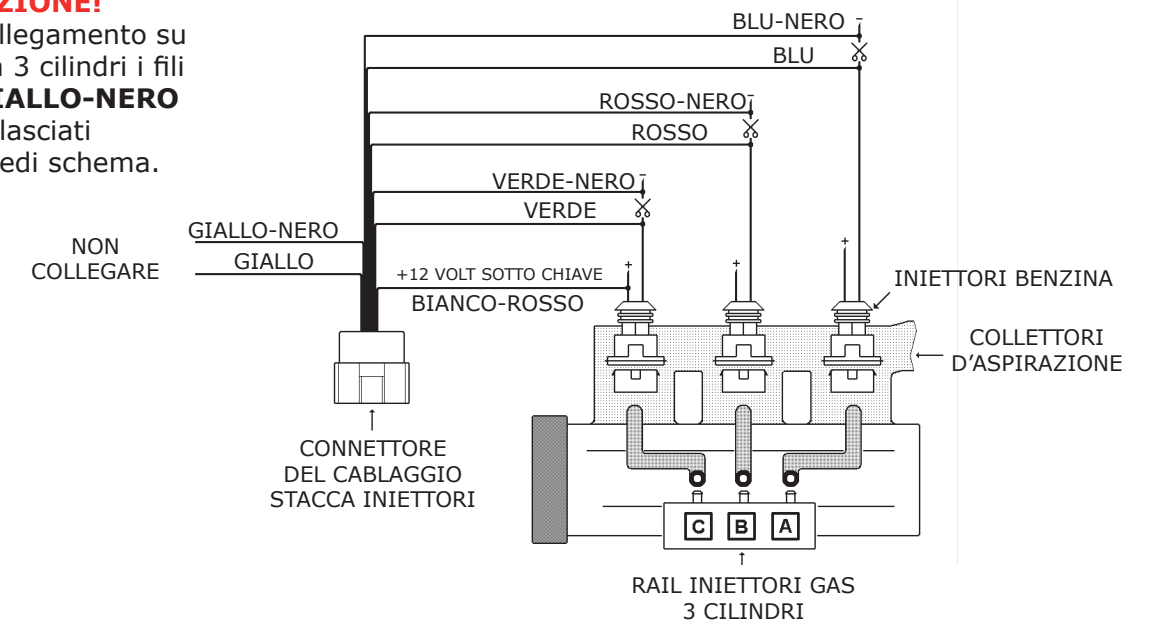 ZIONE!
llegamento su
3 cilindri i fili
IALLO-NERO
lasciati
edi schema.
BLU-NERO -
BLU
ROSSO-NERO -
ROSSO
VERDE-NERO -
VERDE
GIALLO-NERO
GIALLO
NON
COLLEGARE
+12 VOLT SOTTO CHIAVE
BIANCO-ROSSO
+
+
+
INIETTORI BENZINA
COLLETTORI
D'ASPIRAZIONE
CONNETTORE
DEL CABLAGGIO
STACCA INIETTORI
C B A
RAIL INIETTORI GAS
3 CILINDRI